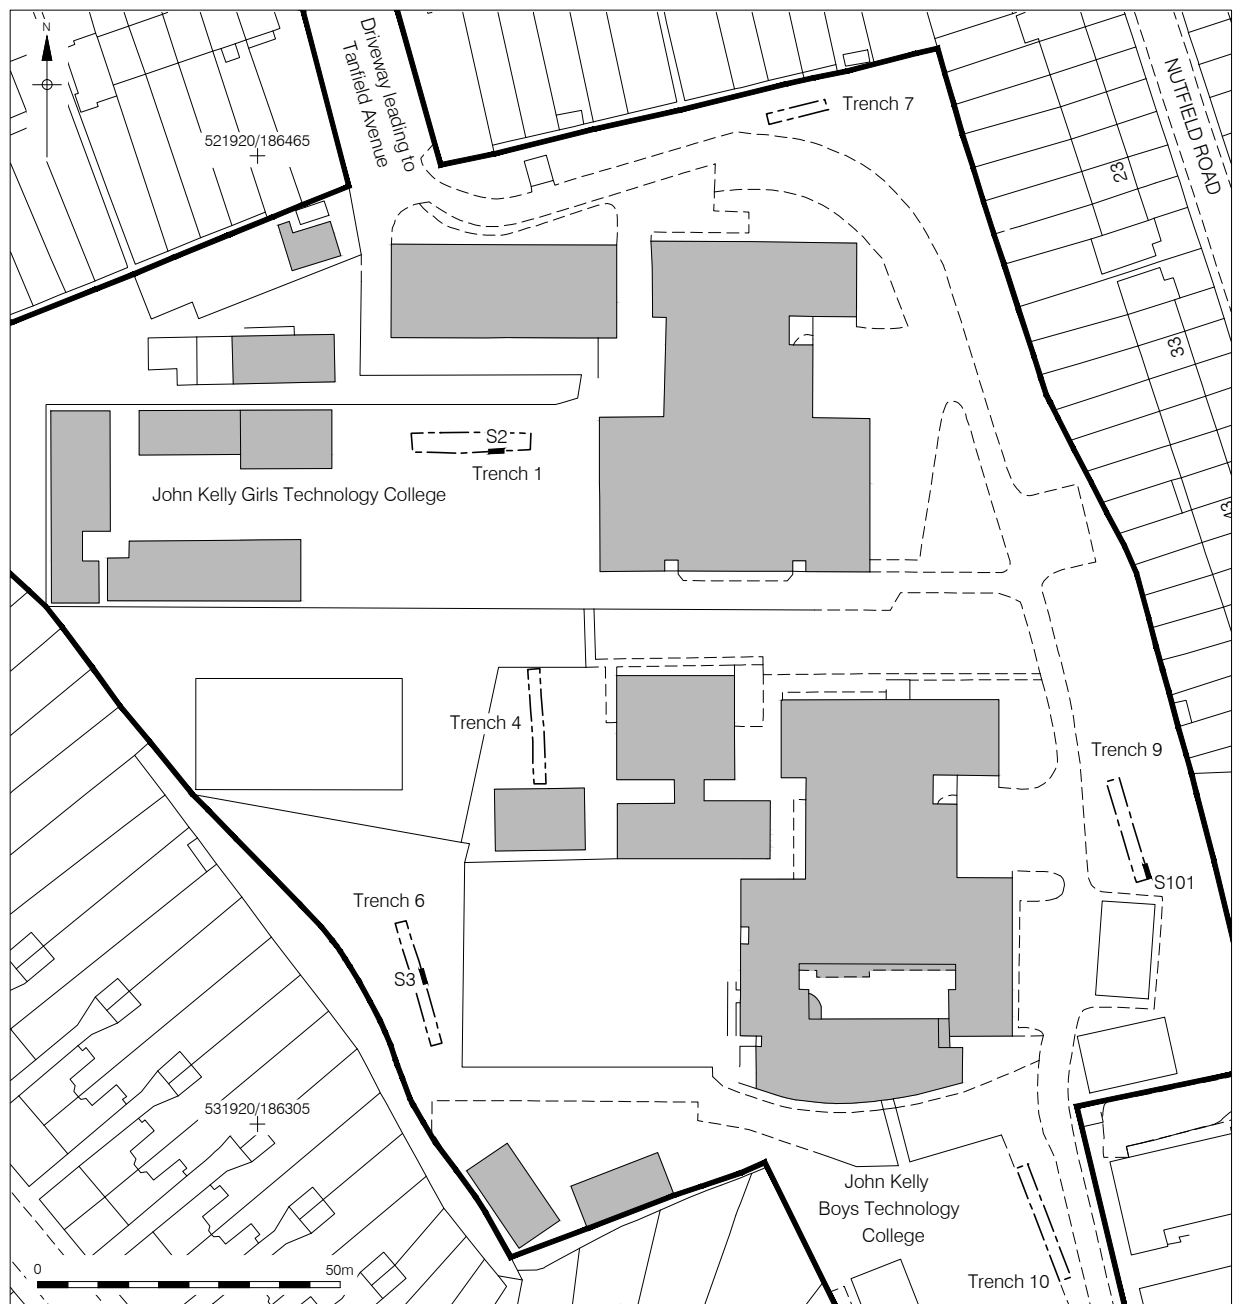 N
Driveway leading to
Tanfield Avenue
Trench 7
NUTFIELD ROAD
521920/186465
23
33
S2
Trench 1
John Kelly Girls Technology College
43
Trench 4
Trench 9
S101
Trench 6
S3
531920/186305
John Kelly
Boys Technology
College
0
50m
Trench 10